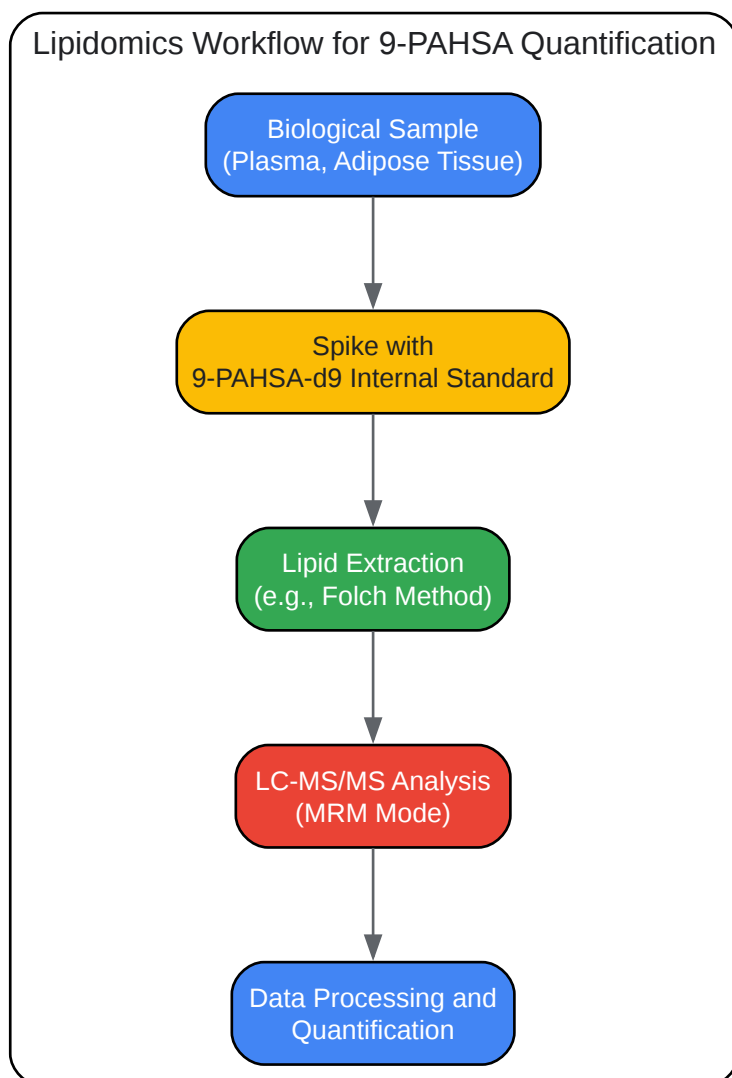 Lipidomics Workflow for 9-PAHSA Quantification
Biological Sample
(Plasma, Adipose Tissue)
Spike with
9-PAHSA-d9 Internal Standard
Lipid Extraction
(e.g., Folch Method)
LC-MS/MS Analysis
(MRM Mode)
Data Processing and
Quantification